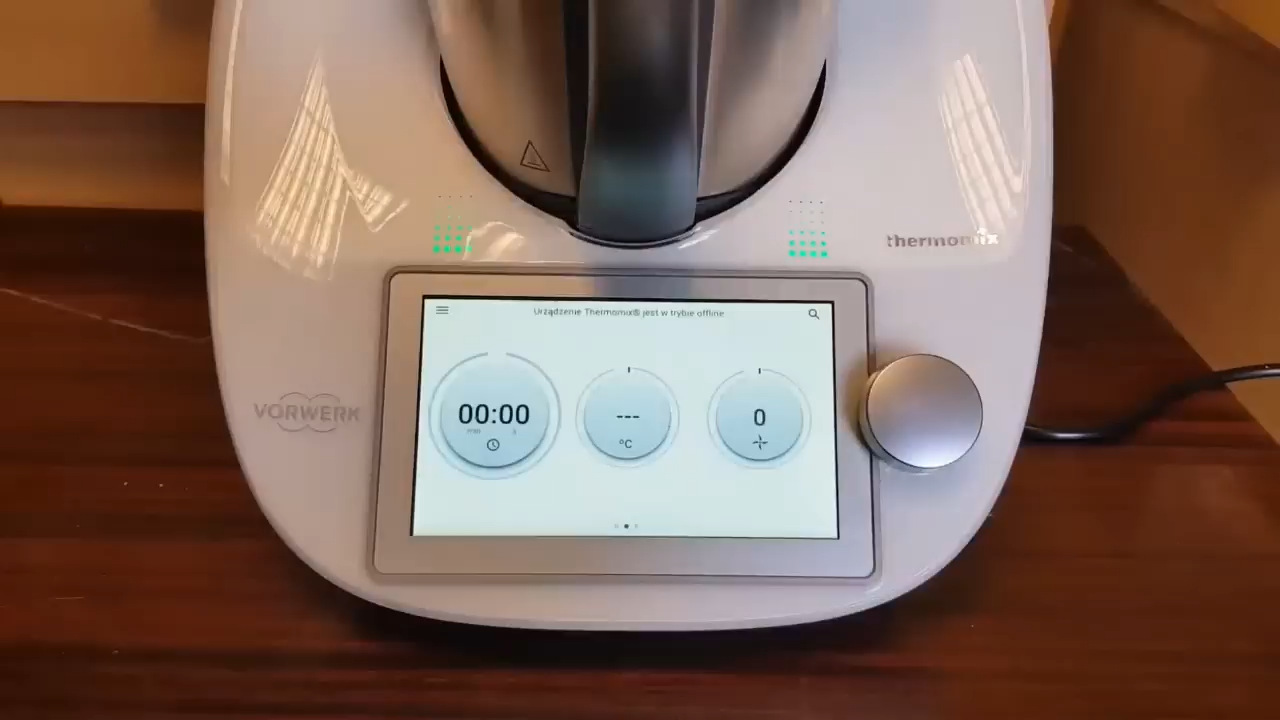 thermomix
Urządzenie Thermomix® jest w trybie offline
00:00
---
0
°C
VORWERK